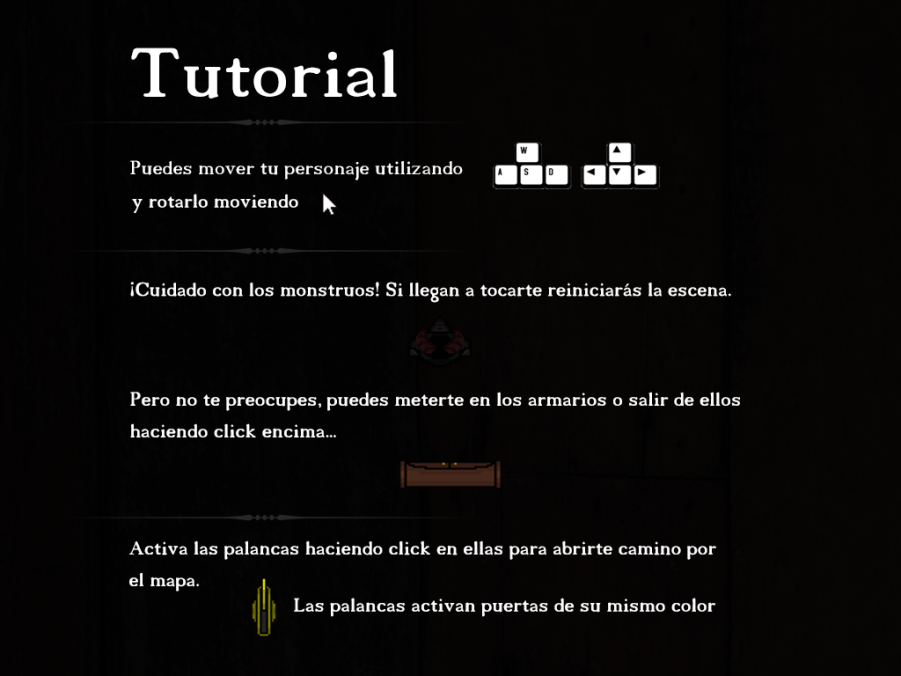 Tutorial
Puedes mover tu personaje utilizando
W
A S D
y rotarlo moviendo
¡Cuidado con los monstruos! Si llegan a tocarte reiniciarás la escena.
Pero no te preocupes, puedes meterte en los armarios o salir de ellos
haciendo click encima...
Activa las palancas haciendo click en ellas para abrirte camino por
el mapa.
Las palancas activan puertas de su mismo color